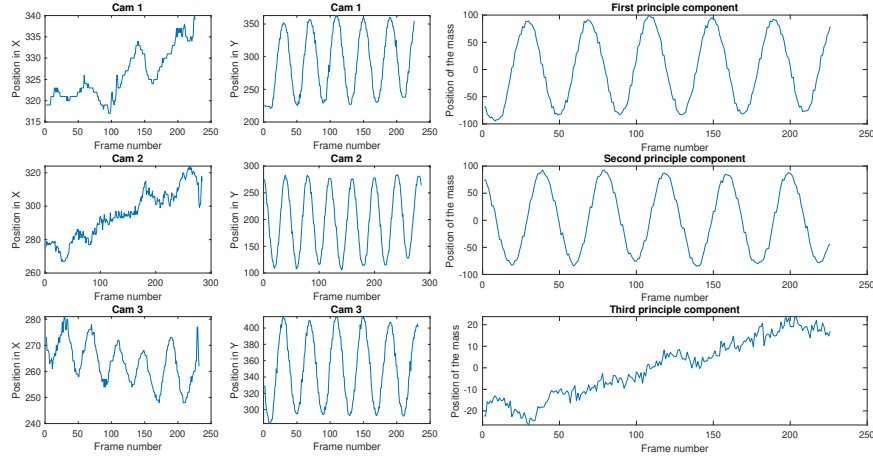 Cam 1
Position in X
340
335
330
325
320
315
0 50 100 150 200 250
Frame number
Cam 1
Position in Y
350
300
250
200
0 50 100 150 200 250
Frame number
First principle component
Position of the mass
100
50
0
-50
-100
0 50 100 150 200 250
Frame number
Cam 2
Position in X
320
300
280
260
0 100 200 300
Frame number
Cam 2
Position in Y
300
250
200
150
100
0 100 200 300
Frame number
Second principle component
Position of the mass
100
50
0
-50
-100
0 50 100 150 200 250
Frame number
Cam 3
Position in X
280
270
260
250
240
0 50 100 150 200 250
Frame number
Cam 3
Position in Y
400
380
360
340
320
300
0 50 100 150 200 250
Frame number
Third principle component
Position of the mass
20
10
0
-10
-20
0 50 100 150 200 250
Frame number